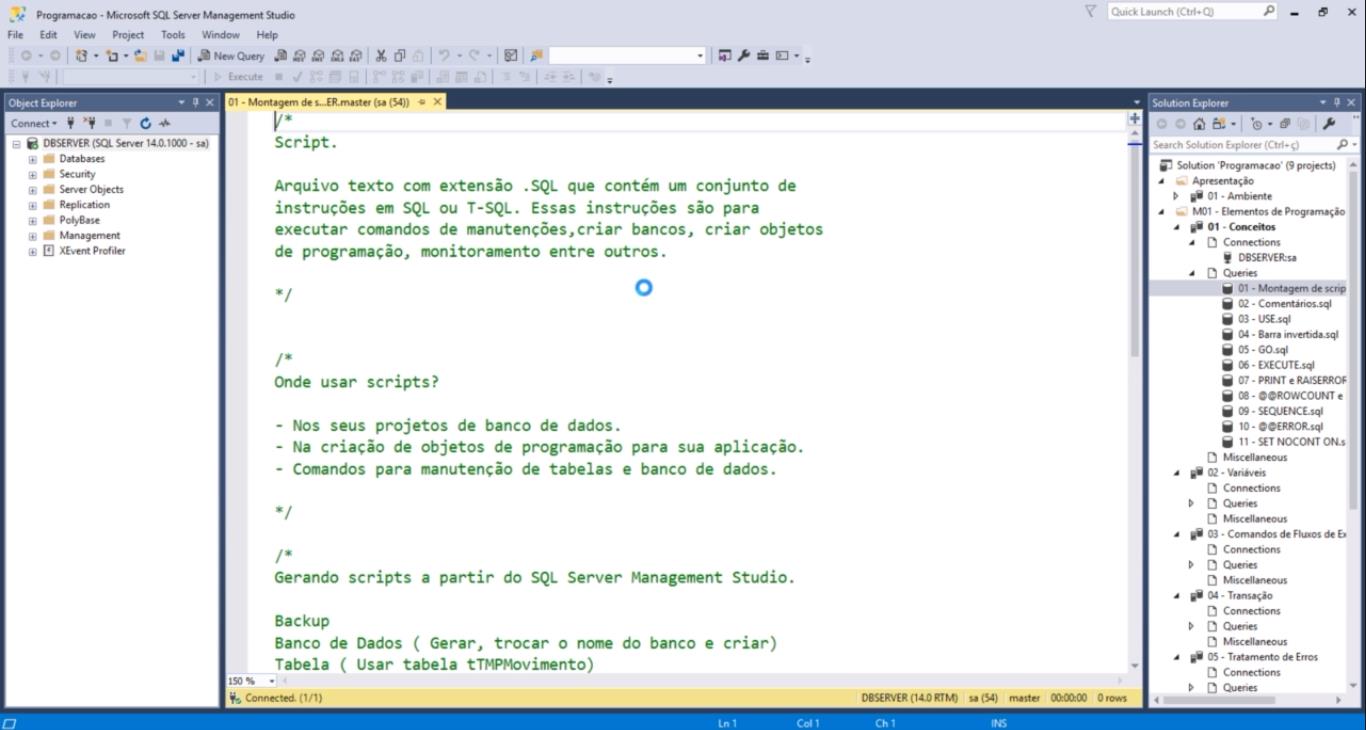 Programacao - Microsoft SQL Server Management Studio
Quick Launch (Ctrl+Q)
File Edit View Project Tools Window Help
New Query
Execute
Object Explorer
Connect
DBSERVER (SQL Server 14.0.1000 - sa)
Databases
Security
Server Objects
Replication
PolyBase
Management
XEvent Profiler
01 - Montagem de s...ER.master (sa (54))
/*
Script.
Arquivo texto com extensão .SQL que contém um conjunto de
instruções em SQL ou T-SQL. Essas instruções são para
executar comandos de manutenções,criar bancos, criar objetos
de programação, monitoramento entre outros.
*/
/*
Onde usar scripts?
- Nos seus projetos de banco de dados.
- Na criação de objetos de programação para sua aplicação.
- Comandos para manutenção de tabelas e banco de dados.
*/
/*
Gerando scripts a partir do SQL Server Management Studio.
Backup
Banco de Dados ( Gerar, trocar o nome do banco e criar)
Tabela ( Usar tabela tTMPMovimento)
150 %
Connected. (1/1)
DBSERVER (14.0 RTM) sa (54) master 00:00:00 0 rows
Solution Explorer
Search Solution Explorer (Ctrl+ç)
Solution 'Programacao' (9 projects)
Apresentação
01 - Ambiente
M01 - Elementos de Programação
01 - Conceitos
Connections
DBSERVER:sa
Queries
01 - Montagem de scrip
02 - Comentários.sql
03 - USE.sql
04 - Barra invertida.sql
05 - GO.sql
06 - EXECUTE.sql
07 - PRINT e RAISERROR
08 - @@ROWCOUNT e
09 - SEQUENCE.sql
10 - @@ERROR.sql
11 - SET NOCONT ON.s
Miscellaneous
02 - Variáveis
Connections
Queries
Miscellaneous
03 - Comandos de Fluxos de Ex
Connections
Queries
Miscellaneous
04 - Transação
Connections
Queries
Miscellaneous
05 - Tratamento de Erros
Connections
Queries
Ln 1 Col 1 Ch 1 INS